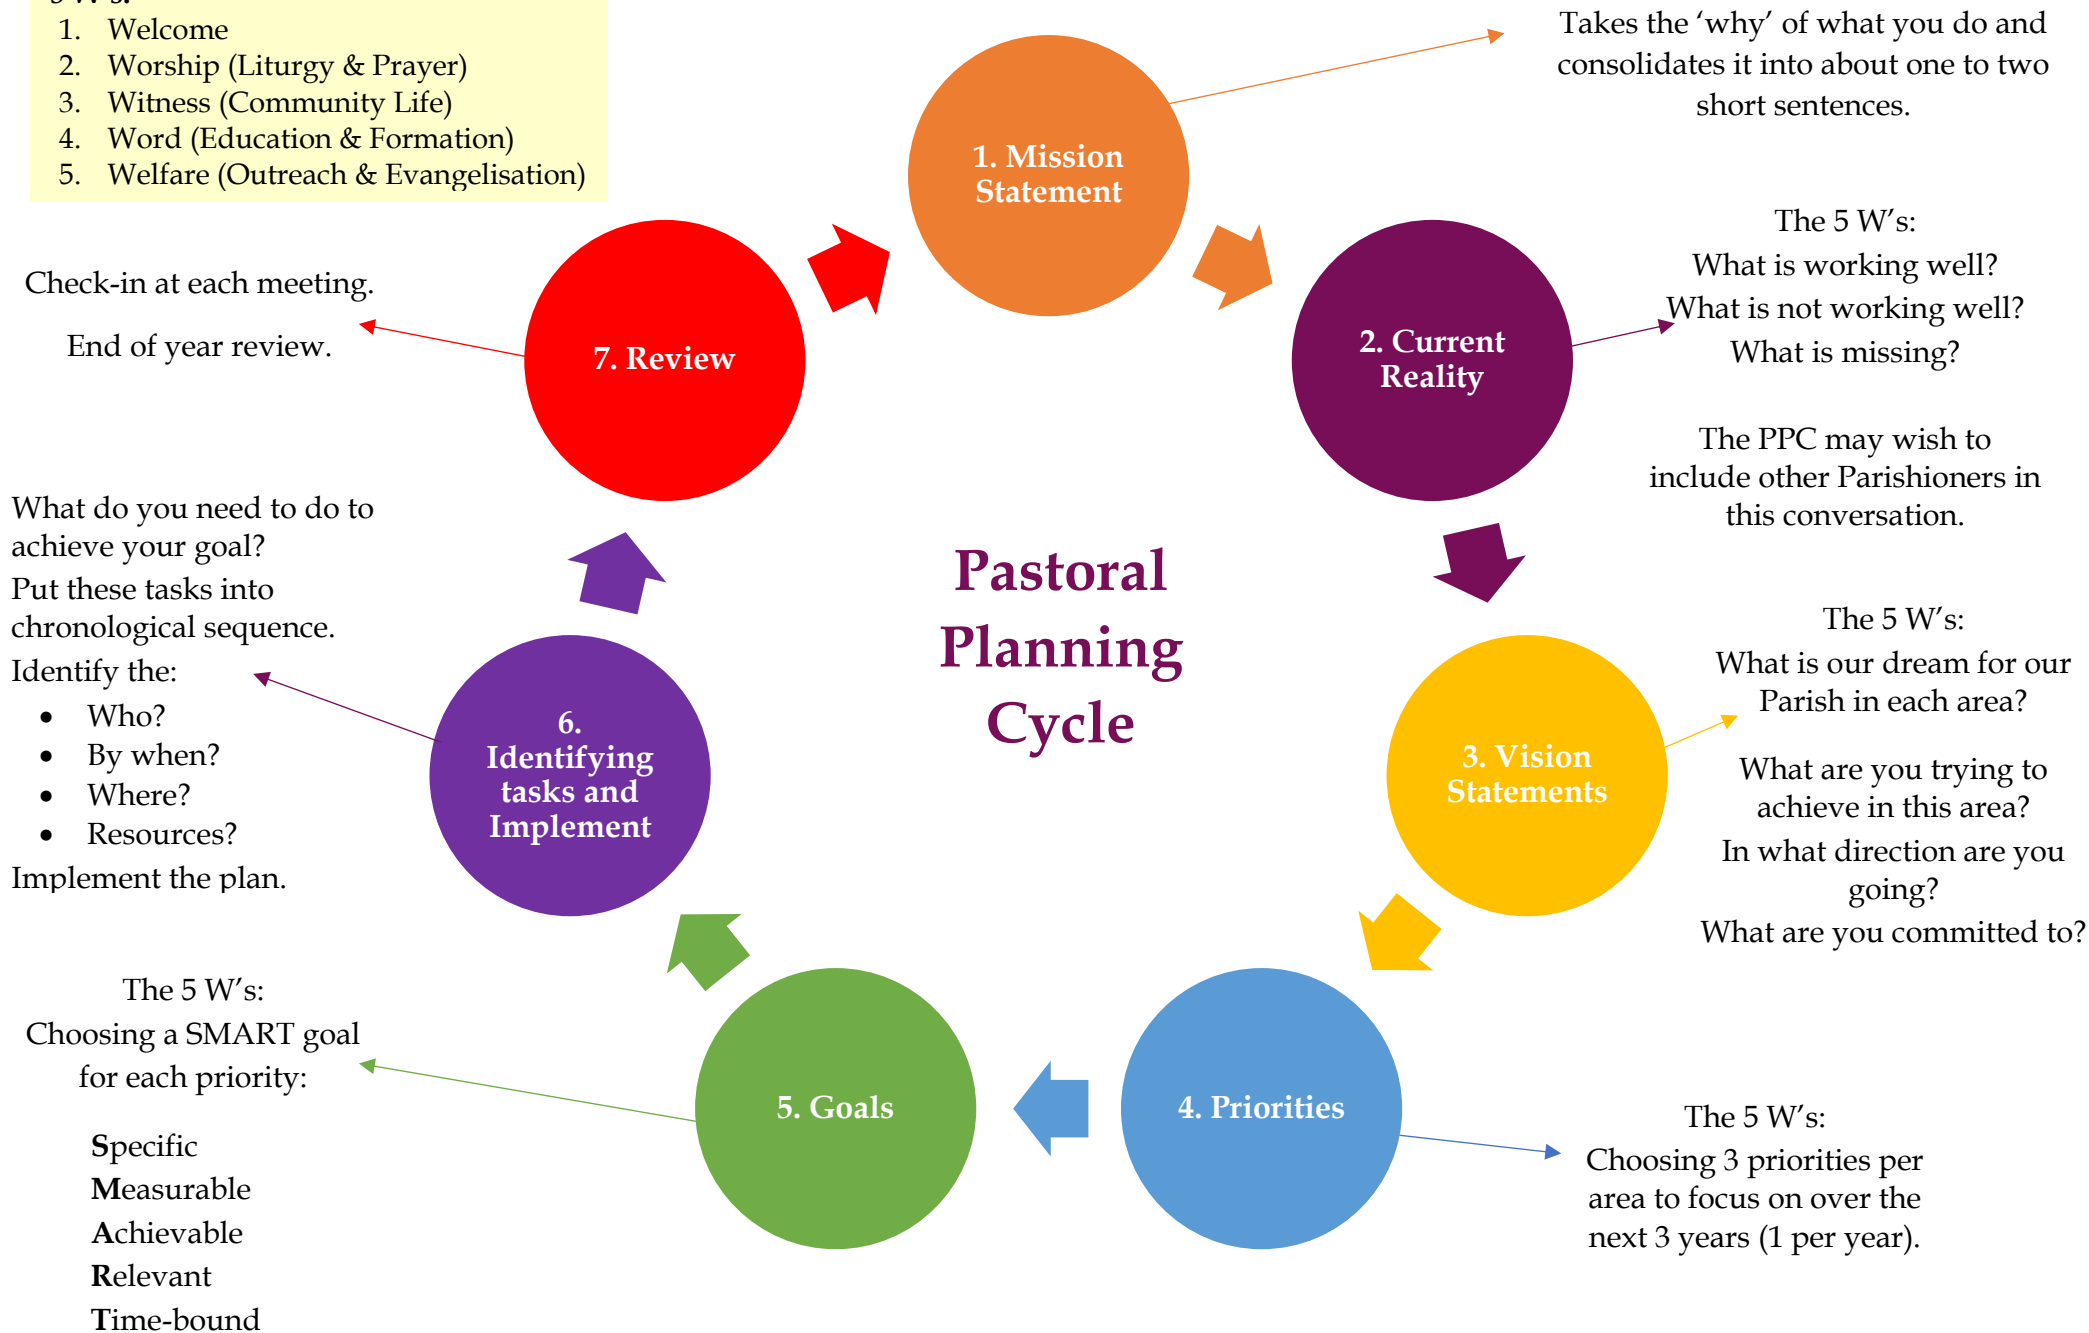 5 W's:
1. Welcome
2. Worship (Liturgy & Prayer)
3. Witness (Community Life)
4. Word (Education & Formation)
5. Welfare (Outreach & Evangelisation)
1. Mission
Statement
Takes the ‘why’ of what you do and
consolidates it into about one to two
short sentences.
2. Current
Reality
The 5 W’s:
What is working well?
What is not working well?
What is missing?
The PPC may wish to
include other Parishioners in
this conversation.
Pastoral
Planning
Cycle
3. Vision
Statements
The 5 W’s:
What is our dream for our
Parish in each area?
What are you trying to
achieve in this area?
In what direction are you
going?
What are you committed to?
4. Priorities
The 5 W’s:
Choosing 3 priorities per
area to focus on over the
next 3 years (1 per year).
5. Goals
The 5 W’s:
Choosing a SMART goal
for each priority:
Specific
Measurable
Achievable
Relevant
Time-bound
6.
Identifying
tasks and
Implement
What do you need to do to
achieve your goal?
Put these tasks into
chronological sequence.
Identify the:
• Who?
• By when?
• Where?
• Resources?
Implement the plan.
7. Review
Check-in at each meeting.
End of year review.